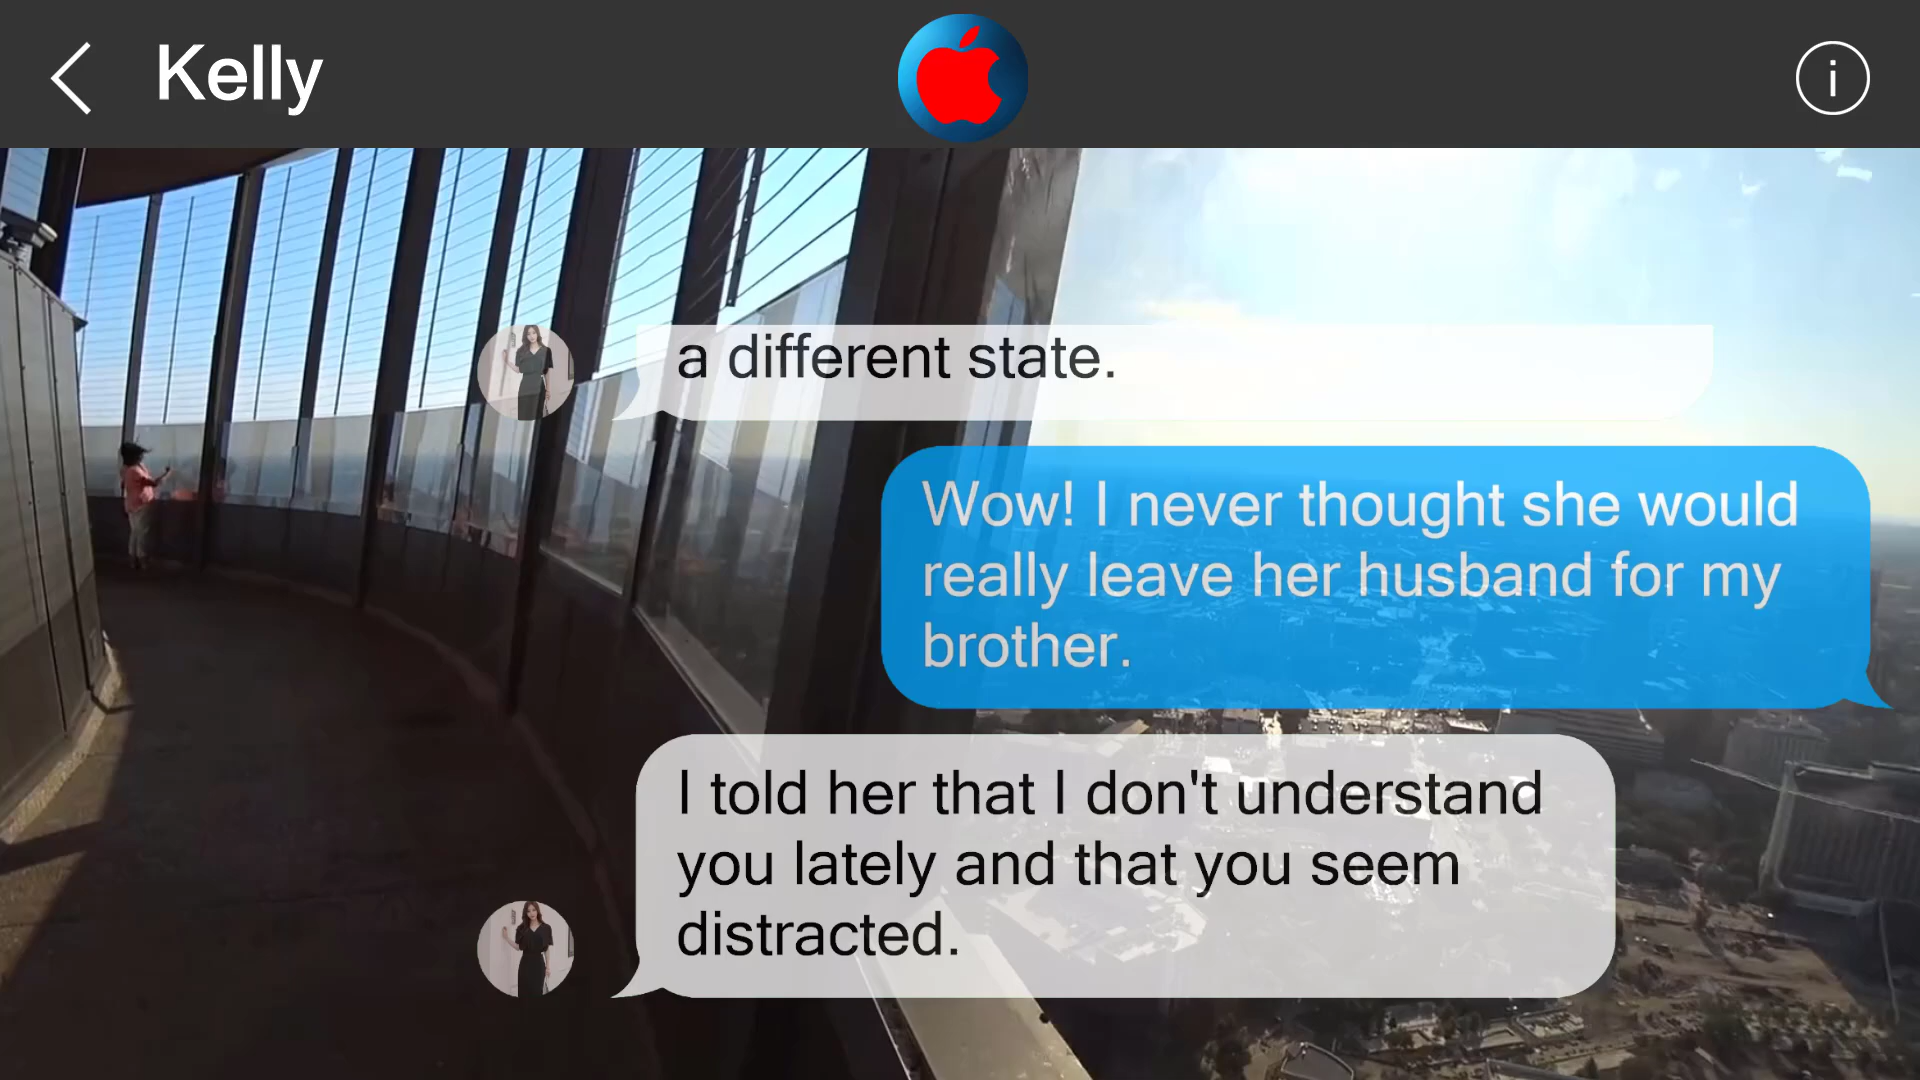 Kelly
i
a different state.
Wow! I never thought she would
really leave her husband for my
brother.
I told her that I don't understand
you lately and that you seem
distracted.